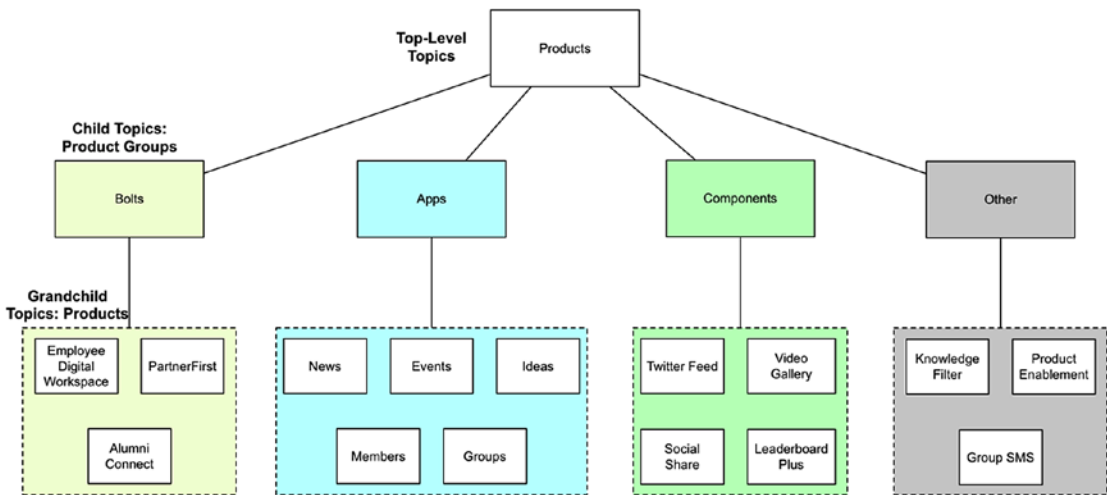 Top-Level
Topics
Products
Child Topics:
Product Groups
Bolts
Apps
Components
Other
Grandchild
Topics: Products
Employee
Digital
Workspace
PartnerFirst
Alumni
Connect
News
Events
Ideas
Members
Groups
Twitter Feed
Video
Gallery
Social
Share
Leaderboard
Plus
Knowledge
Filter
Product
Enablement
Group SMS